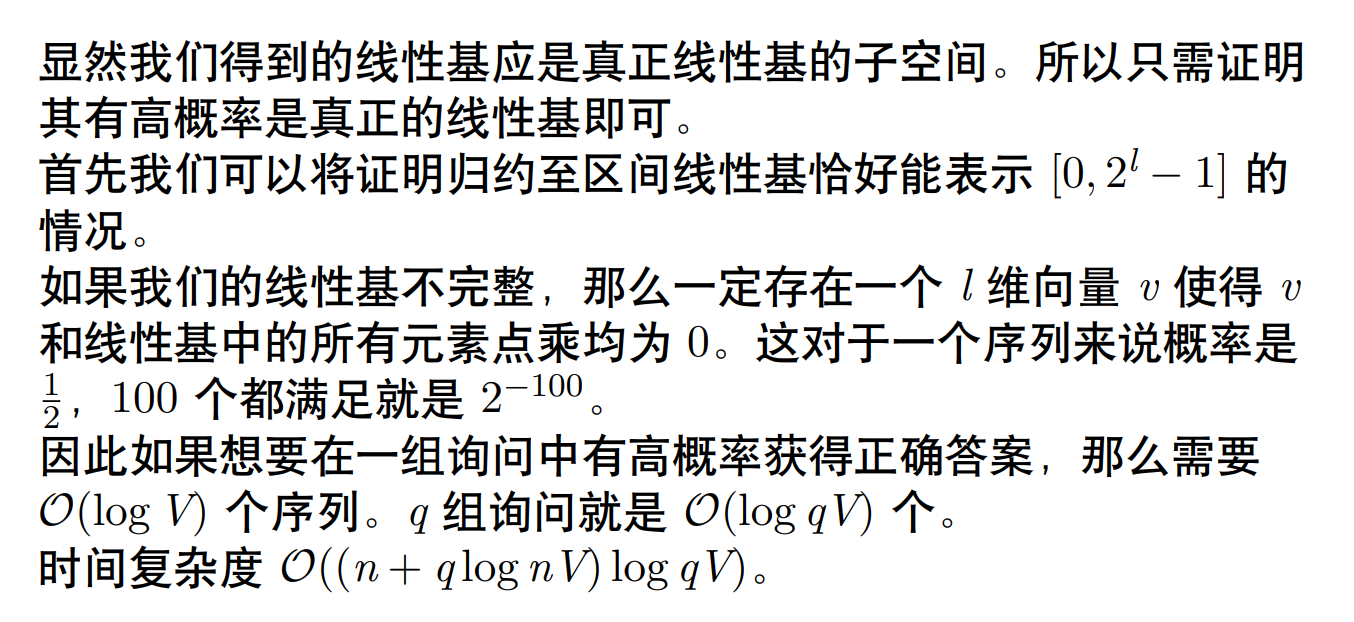 显然我们得到的线性基应是真正线性基的子空间。所以只需证明
其有高概率是真正的线性基即可。
首先我们可以将证明归约至区间线性基恰好能表示 [0, 2^l − 1] 的
情况。
如果我们的线性基不完整，那么一定存在一个 l 维向量 v 使得 v
和线性基中的所有元素点乘均为 0。这对于一个序列来说概率是
1/2，100 个都满足就是 2^−100。
因此如果想要在一组询问中有高概率获得正确答案，那么需要
O(log V) 个序列。q 组询问就是 O(log qV) 个。
时间复杂度 O((n + q log nV) log qV)。